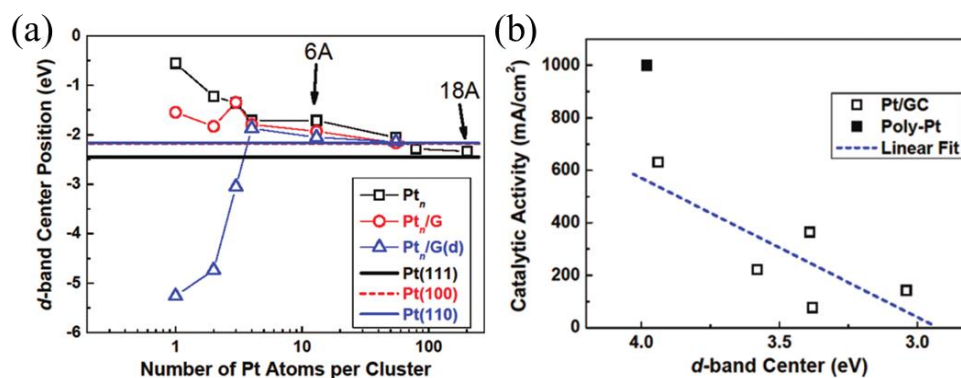 (a)
d-band Center Position (eV)
0
-1
-2
-3
-4
-5
-6
6A
18A
Ptn
Ptn/G
Ptn/G(d)
Pt(111)
Pt(100)
Pt(110)
1 10 100
Number of Pt Atoms per Cluster
(b)
Catalytic Activity (mA/cm²)
1000
800
600
400
200
0
Pt/GC
Poly-Pt
Linear Fit
4.0 3.5 3.0
d-band Center (eV)